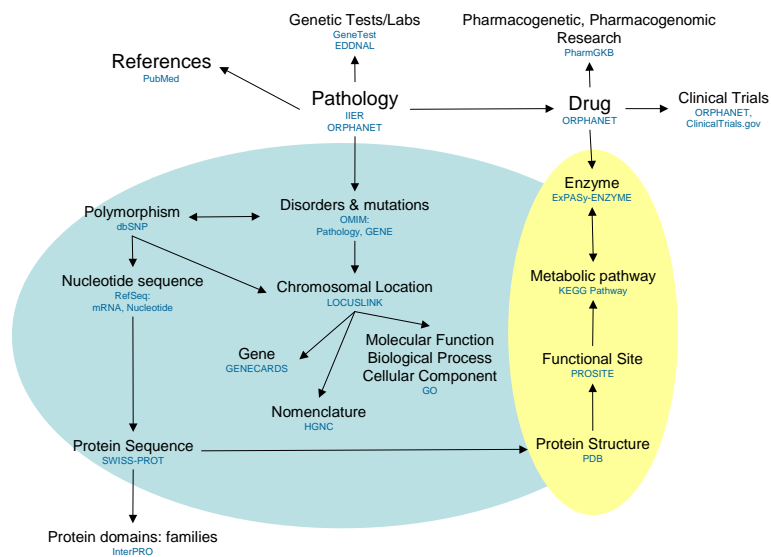 Genetic Tests/Labs
GeneTest
EDDNAL
Pharmacogenetic, Pharmacogenomic
Research
PharmGKB
References
PubMed
Pathology
IIER
ORPHANET
Drug
ORPHANET
Clinical Trials
ORPHANET,
ClinicalTrials.gov
Polymorphism
dbSNP
Disorders & mutations
OMIM:
Pathology, GENE
Enzyme
ExPASy-ENZYME
Nucleotide sequence
RefSeq:
mRNA, Nucleotide
Chromosomal Location
LOCUSLINK
Metabolic pathway
KEGG Pathway
Gene
GENECARDS
Molecular Function
Biological Process
Cellular Component
GO
Functional Site
PROSITE
Nomenclature
HGNC
Protein Sequence
SWISS-PROT
Protein Structure
PDB
Protein domains: families
InterPRO